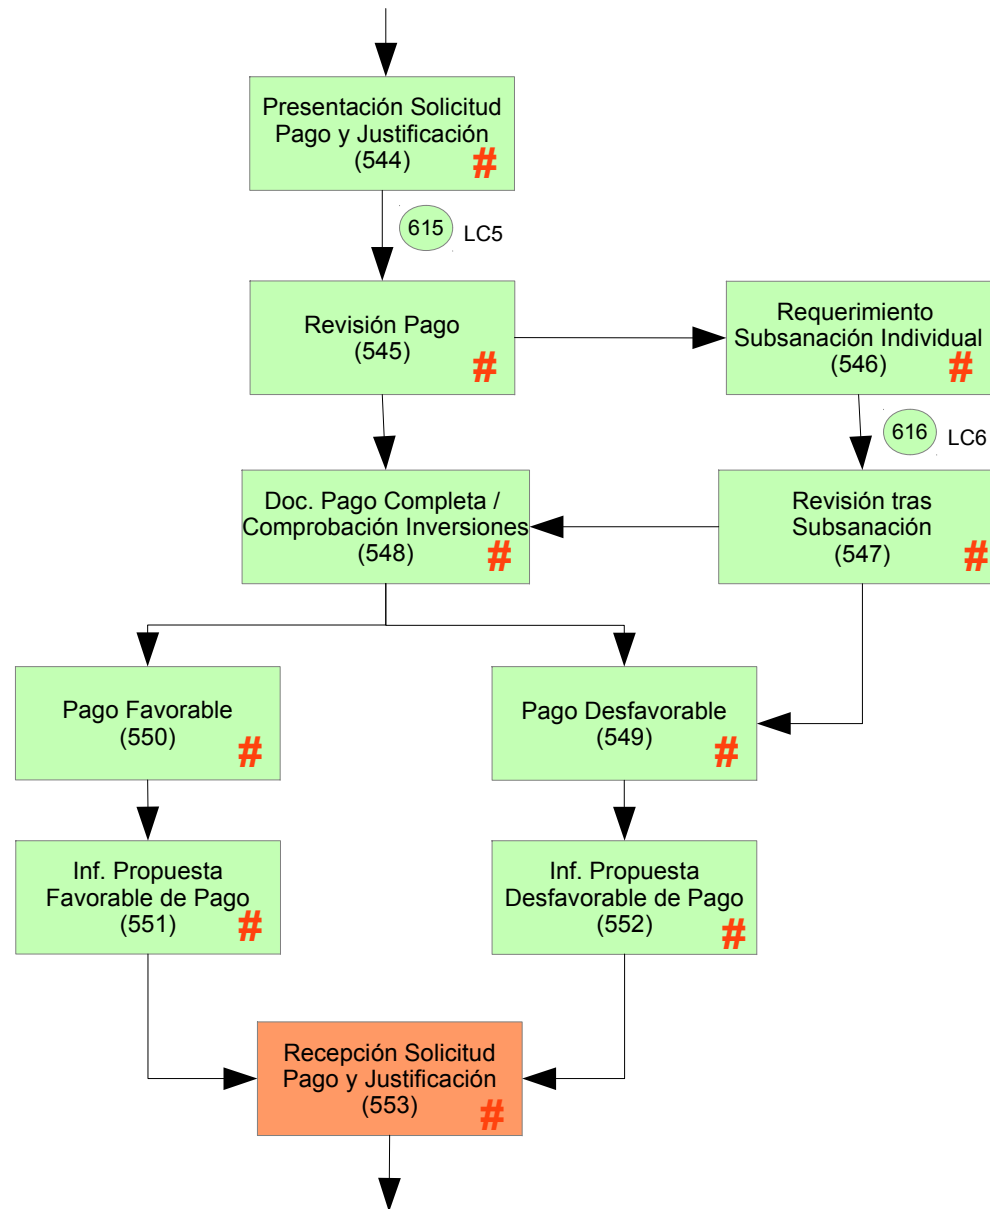 Presentación Solicitud
Pago y Justificación
(544)
#
615
LC5
Revisión Pago
(545)
#
Requerimiento
Subsanación Individual
(546)
#
616
LC6
Doc. Pago Completa /
Comprobación Inversiones
(548)
#
Revisión tras
Subsanación
(547)
#
Pago Favorable
(550)
#
Pago Desfavorable
(549)
#
Inf. Propuesta
Favorable de Pago
(551)
#
Inf. Propuesta
Desfavorable de Pago
(552)
#
Recepción Solicitud
Pago y Justificación
(553)
#